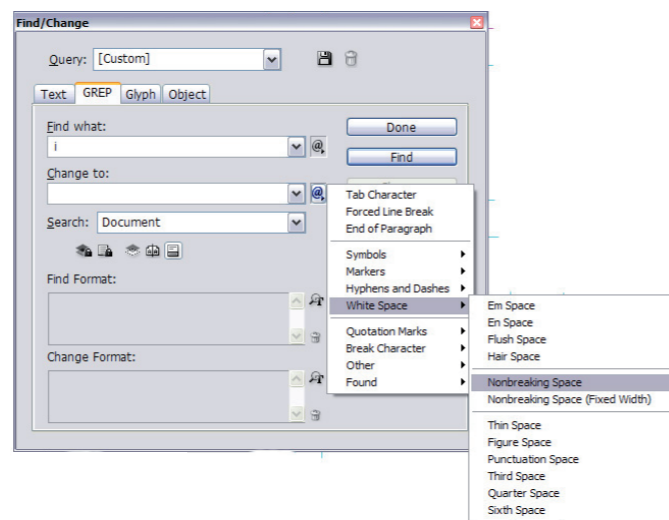 Find/Change
Query: [Custom]
Text GREP Glyph Object
Find what:
i
Done
Find
Change to:
Search: Document
Find Format:
Change Format:
Tab Character
Forced Line Break
End of Paragraph
Symbols
Markers
Hyphens and Dashes
White Space
Quotation Marks
Break Character
Other
Found
Em Space
En Space
Flush Space
Hair Space
Nonbreaking Space
Nonbreaking Space (Fixed Width)
Thin Space
Figure Space
Punctuation Space
Third Space
Quarter Space
Sixth Space